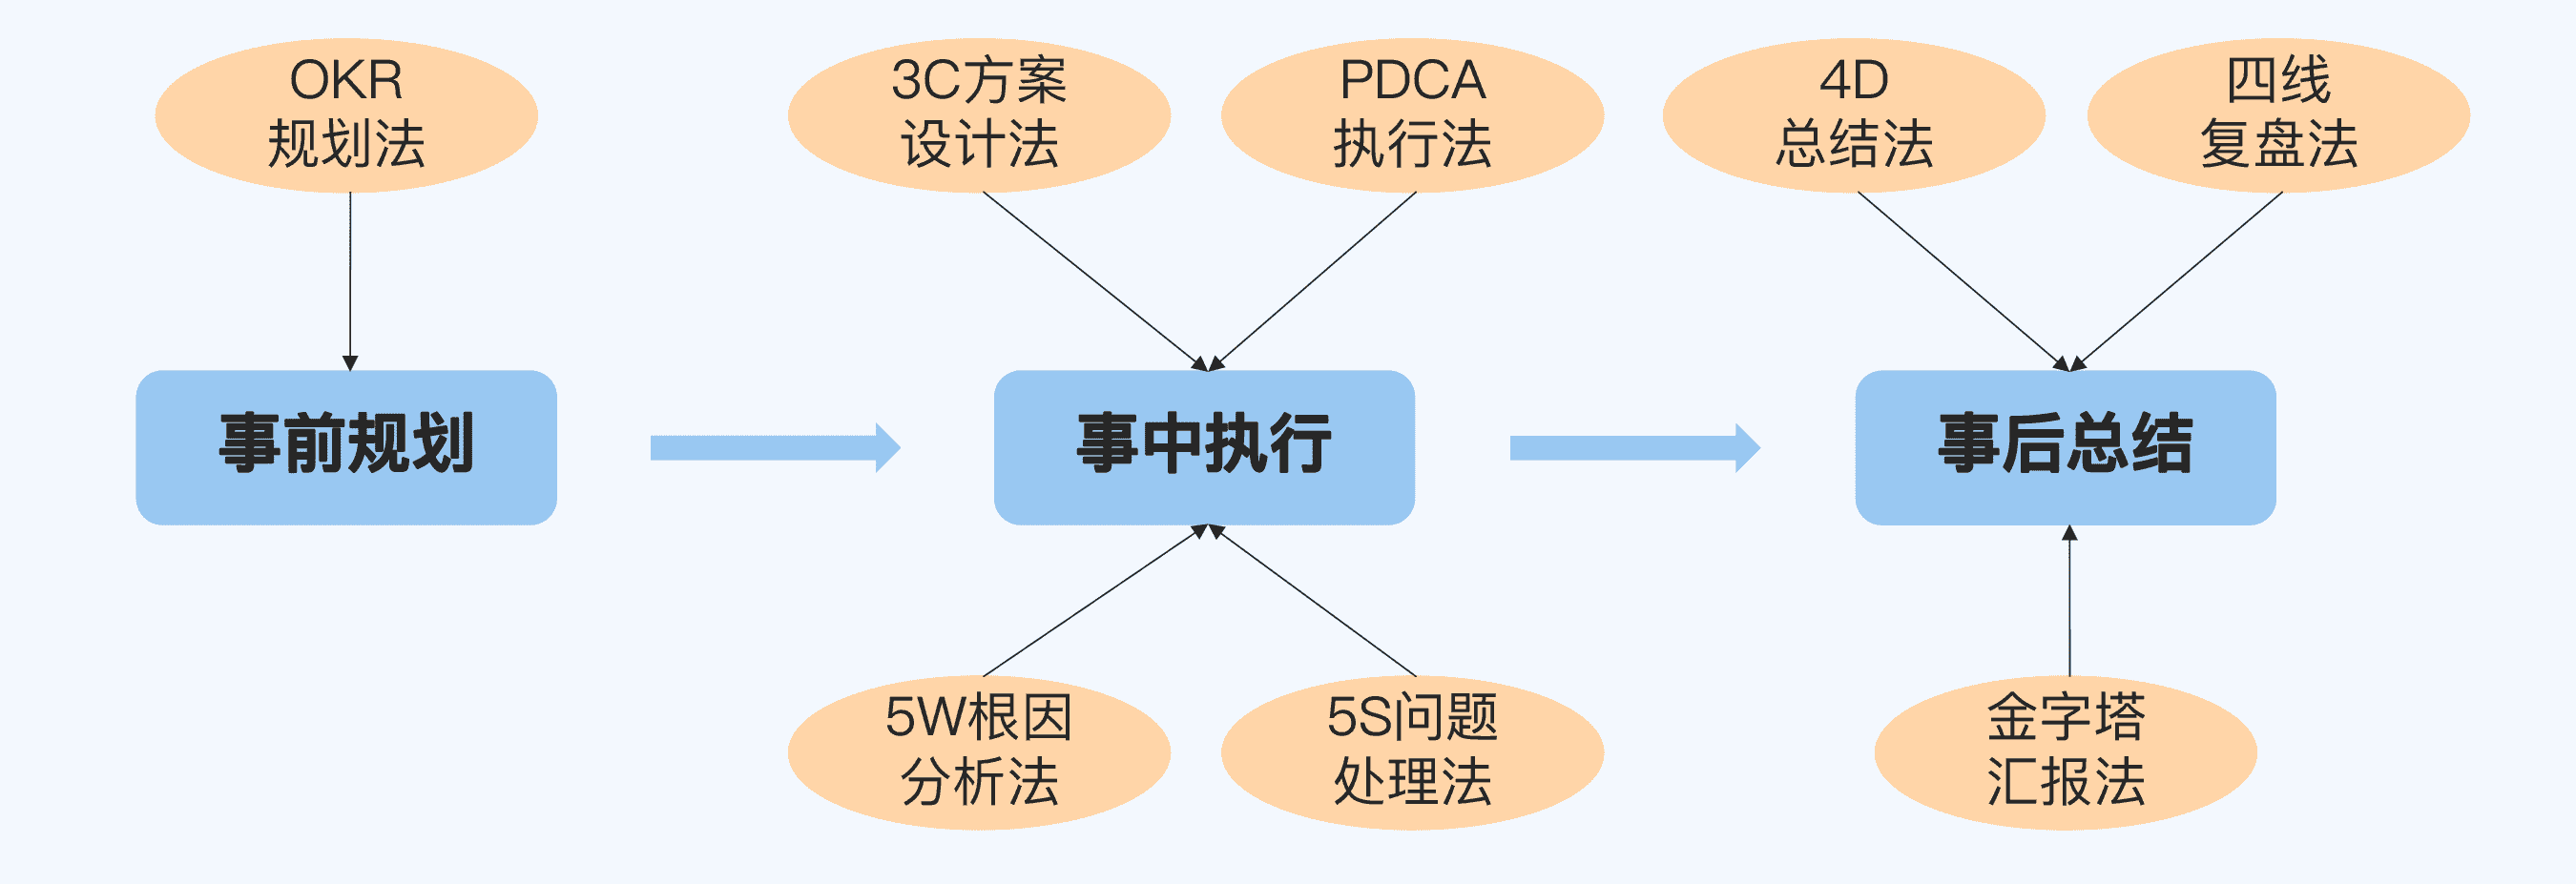 OKR
规划法
3C方案
设计法
PDCA
执行法
4D
总结法
四线
复盘法
事前规划
事中执行
事后总结
5W根因
分析法
5S问题
处理法
金字塔
汇报法